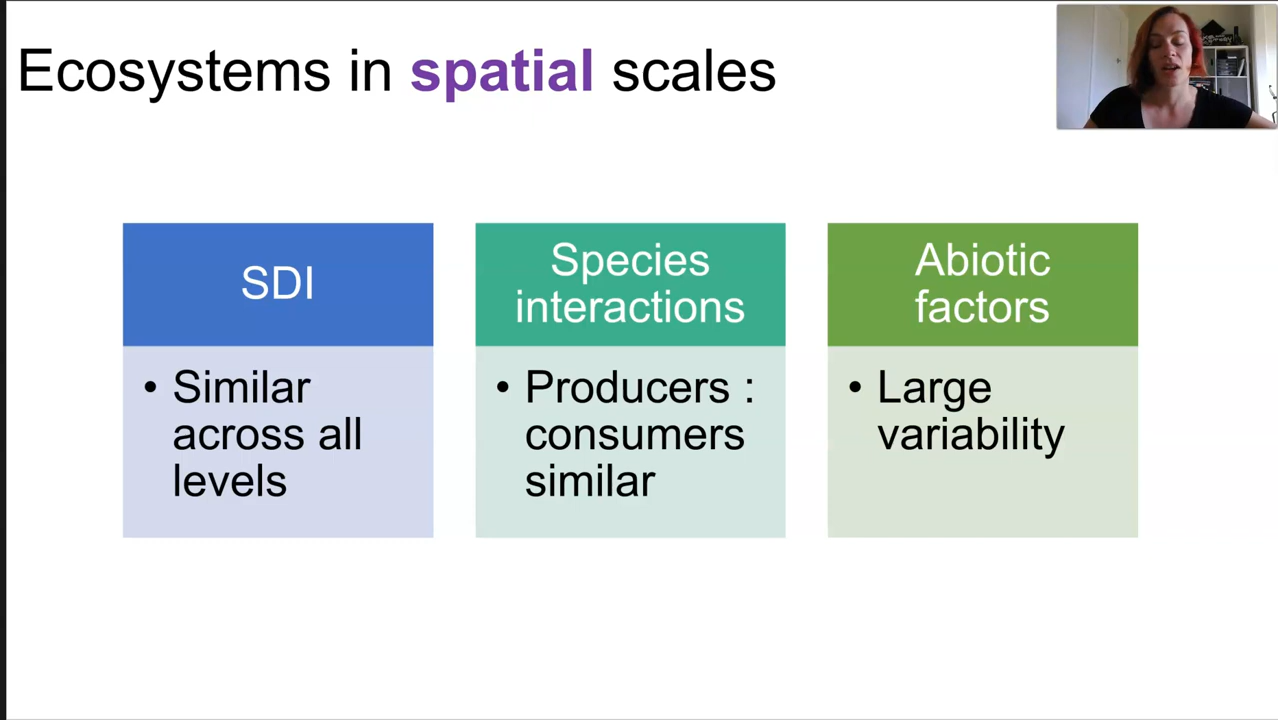 Ecosystems in spatial scales
SDI
• Similar
across all
levels
Species
interactions
• Producers :
consumers
similar
Abiotic
factors
• Large
variability